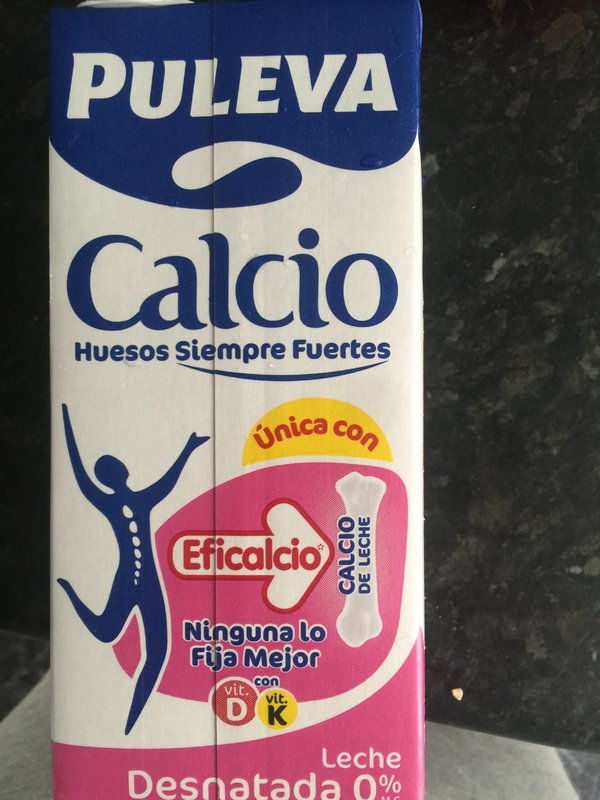 PULEVA
Calcio
Huesos Siempre Fuertes
Única con
Eficalcio
CALCIO
DE LECHE
Ninguna lo
Fija Mejor
con
vit.
D
vit.
K
Leche
Desnatada 0%
M.G.